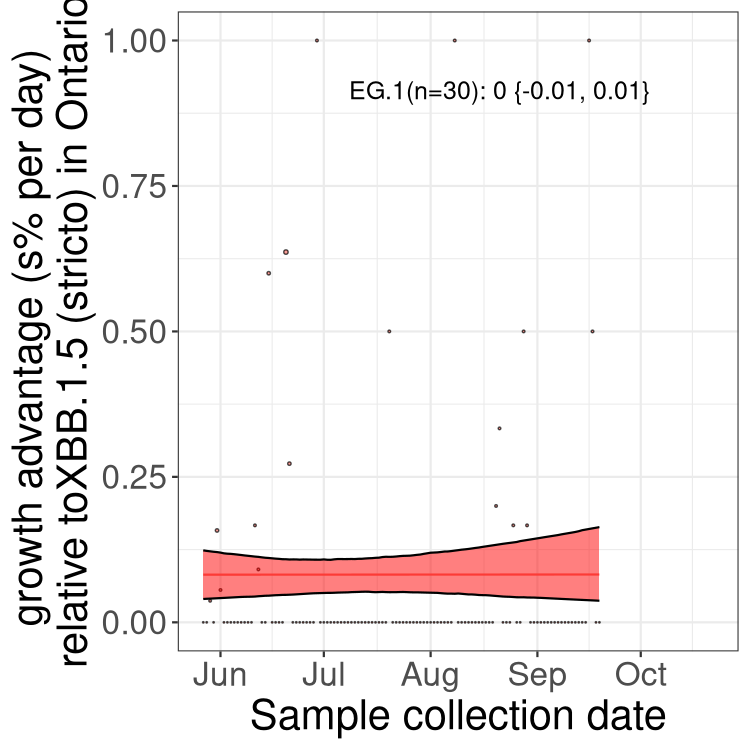 growth advantage (s% per day)
relative toXBB.1.5 (stricto) in Ontario
1.00
0.75
0.50
0.25
0.00
EG.1(n=30): 0 {-0.01, 0.01}
Jun Jul Aug Sep Oct
Sample collection date